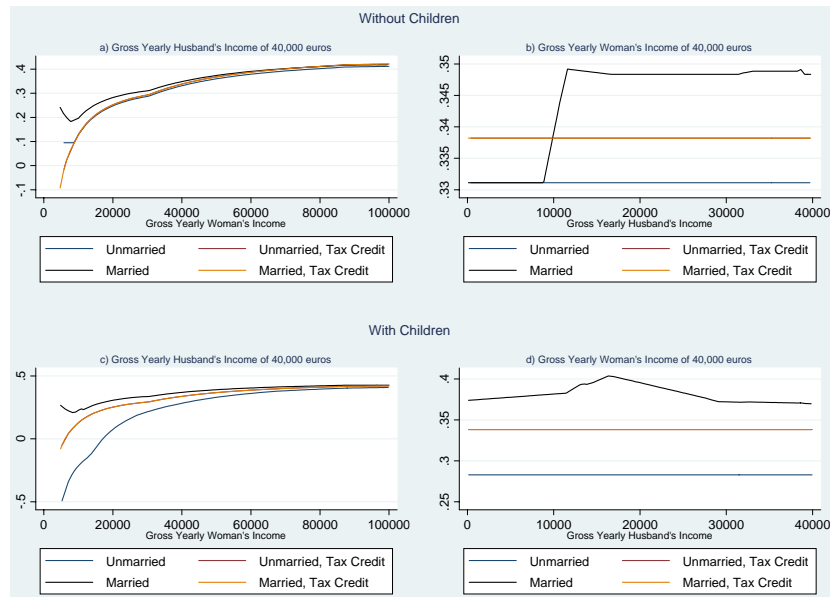 Without Children
a) Gross Yearly Husband's Income of 40,000 euros
.4
.3
.2
.1
0
-.1
0 20000 40000 60000 80000 100000
Gross Yearly Woman's Income
Unmarried Unmarried, Tax Credit
Married Married, Tax Credit
b) Gross Yearly Woman's Income of 40,000 euros
.35
.345
.34
.335
.33
0 10000 20000 30000 40000
Gross Yearly Husband's Income
Unmarried Unmarried, Tax Credit
Married Married, Tax Credit
With Children
c) Gross Yearly Husband's Income of 40,000 euros
.5
0
-.5
0 20000 40000 60000 80000 100000
Gross Yearly Woman's Income
Unmarried Unmarried, Tax Credit
Married Married, Tax Credit
d) Gross Yearly Woman's Income of 40,000 euros
.4
.35
.3
.25
0 10000 20000 30000 40000
Gross Yearly Husband's Income
Unmarried Unmarried, Tax Credit
Married Married, Tax Credit